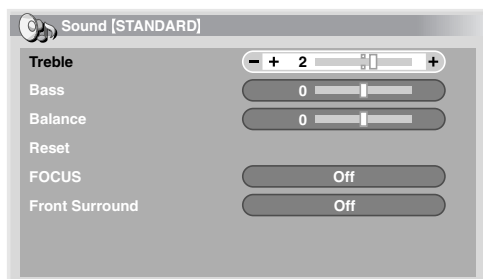 Sound [STANDARD]
Treble - + 2 +
Bass 0
Balance 0
Reset
FOCUS Off
Front Surround Off